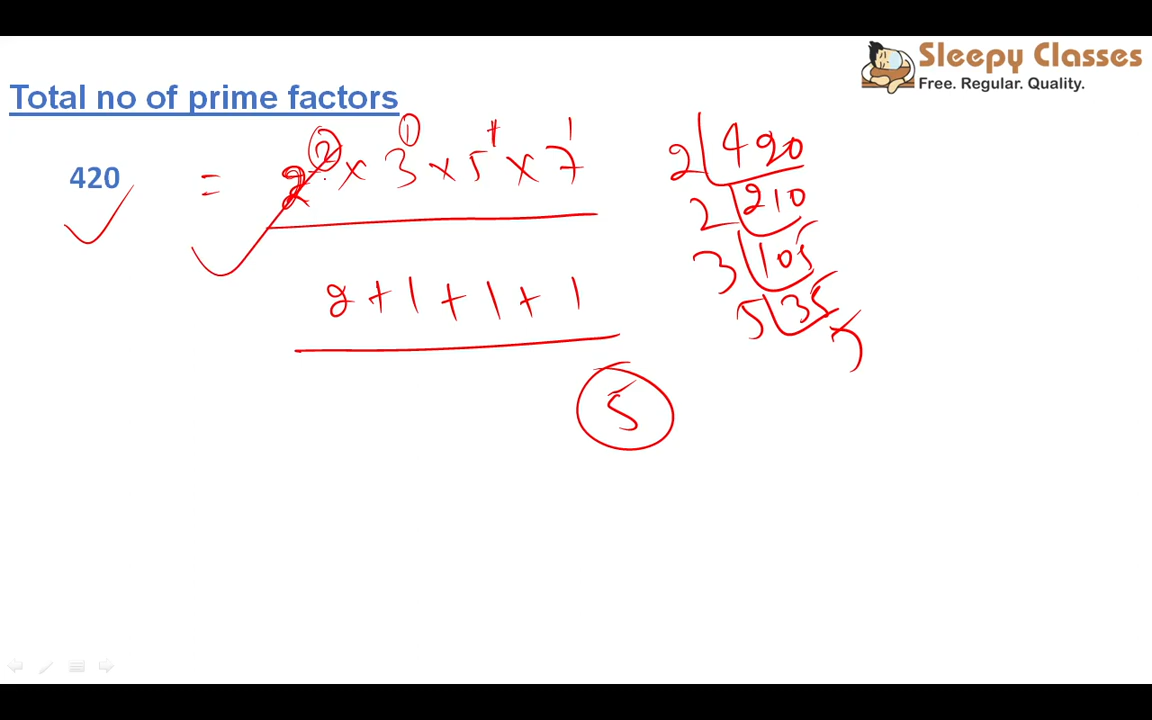 Sleepy Classes
Free. Regular. Quality.
Total no of prime factors
420 = 2² × 3¹ × 5¹ × 7¹
2 + 1 + 1 + 1
5
2 | 420
2 | 210
3 | 105
5 | 35
7